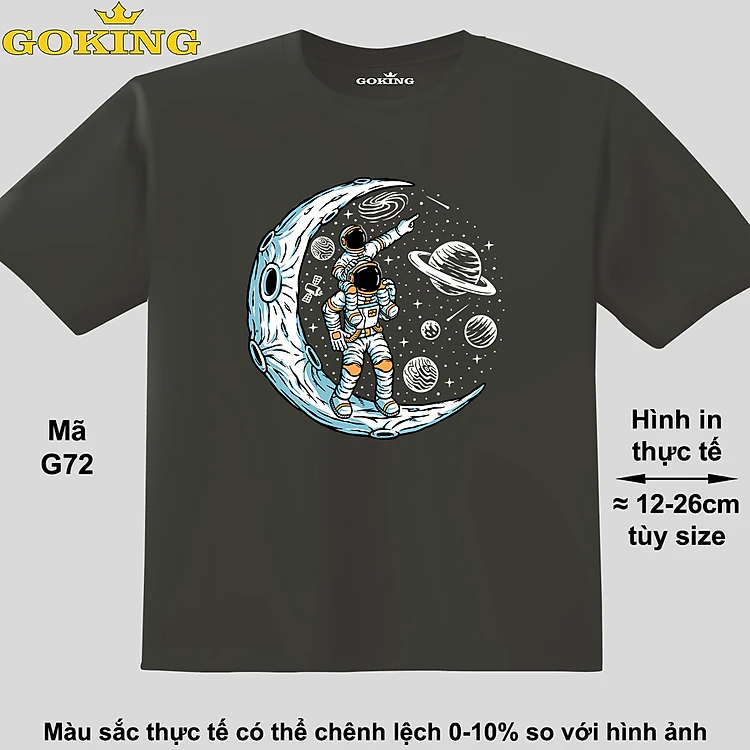 GOKING
GOKING
Mã
G72
Hình in
thực tế
≈ 12-26cm
tùy size
Màu sắc thực tế có thể chênh lệch 0-10% so với hình ảnh